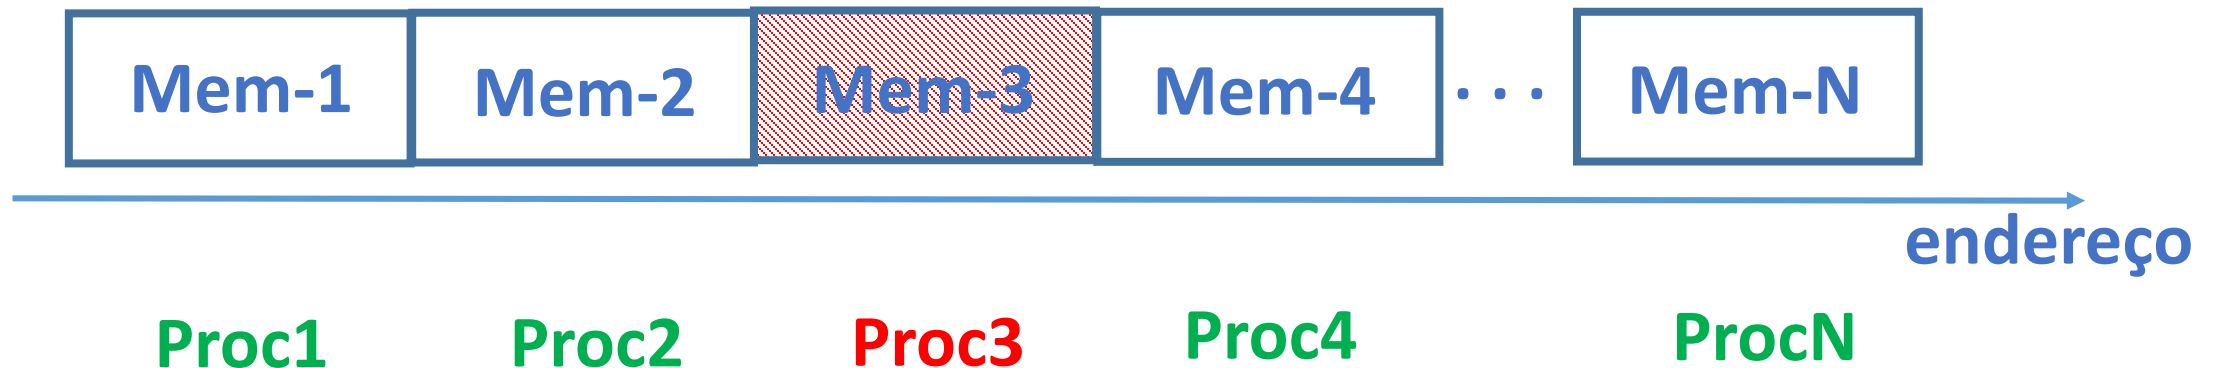 Mem-1 Mem-2 Mem-3 Mem-4 . . . Mem-N
endereço
Proc1 Proc2 Proc3 Proc4 ProcN